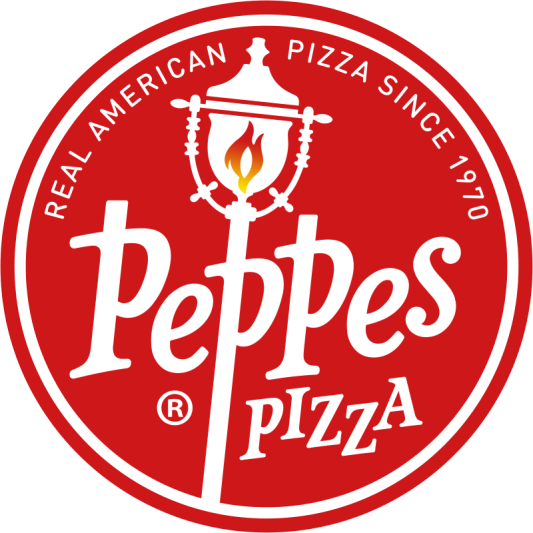 REAL AMERICAN PIZZA SINCE 1970
Peppes
® PIZZA